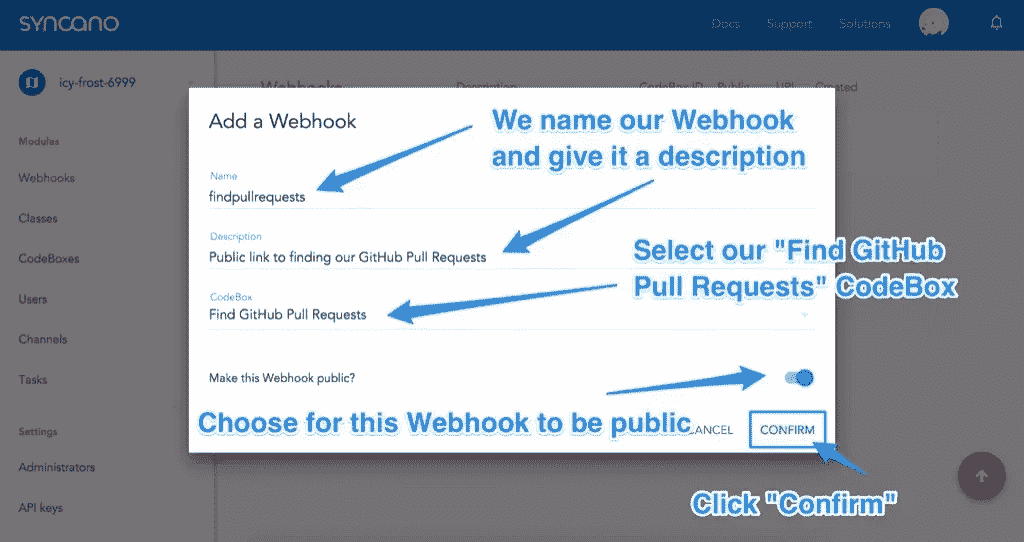 syncano
Docs Support Solutions
icy-frost-6999
Webhooks Description CodeBox ID Public URL Created
Modules
Webhooks
Classes
CodeBoxes
Users
Channels
Tasks
Settings
Administrators
API keys
Add a Webhook
We name our Webhook
and give it a description
Name
findpullrequests
Description
Public link to finding our GitHub Pull Requests
Select our "Find GitHub
Pull Requests" CodeBox
CodeBox
Find GitHub Pull Requests
Make this Webhook public?
Choose for this Webhook to be public
CANCEL CONFIRM
Click "Confirm"